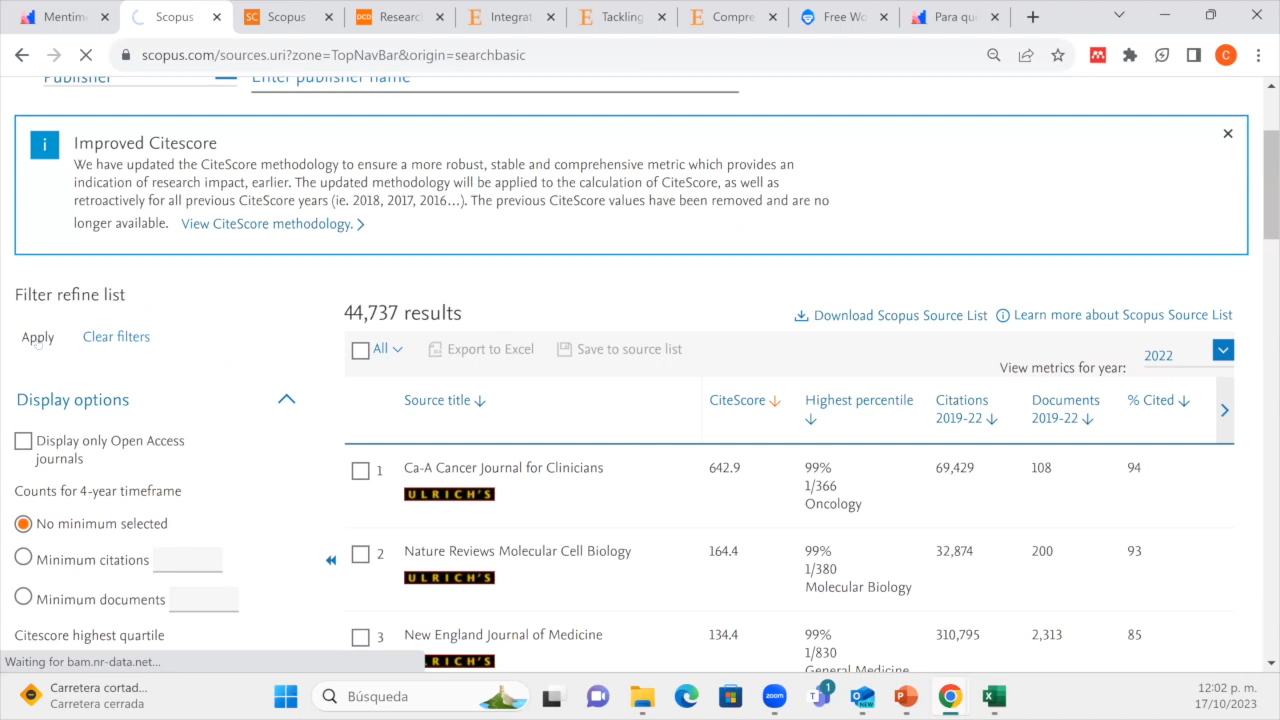 Mentime
Scopus
Scopus
Researc
Integrat
Tackling
Compre
Free Wo
Para qu
scopus.com/sources.uri?zone=TopNavBar&origin=searchbasic
C
Publisher
Enter publisher name
i
Improved Citescore
We have updated the CiteScore methodology to ensure a more robust, stable and comprehensive metric which provides an
indication of research impact, earlier. The updated methodology will be applied to the calculation of CiteScore, as well as
retroactively for all previous CiteScore years (ie. 2018, 2017, 2016...). The previous CiteScore values have been removed and are no
longer available. View CiteScore methodology.
Filter refine list
Apply
Clear filters
Display options
Display only Open Access
journals
Counts for 4-year timeframe
No minimum selected
Minimum citations
Minimum documents
Citescore highest quartile
44,737 results
Download Scopus Source List
Learn more about Scopus Source List
All
Export to Excel
Save to source list
View metrics for year:
2022
Source title
CiteScore
Highest percentile
Citations
2019-22
Documents
2019-22
% Cited
1 Ca-A Cancer Journal for Clinicians 642.9 99% 69,429 108 94
1/366
ULRICH'S
Oncology
2 Nature Reviews Molecular Cell Biology 164.4 99% 32,874 200 93
1/380
ULRICH'S
Molecular Biology
3 New England Journal of Medicine 134.4 99% 310,795 2,313 85
1/830
RICH'S
General Medicine
Waiting for bam.nr-data.net...
Carretera cortad...
Carretera cerrada
Búsqueda
zoom
1
NEW
12:02 p. m.
17/10/2023